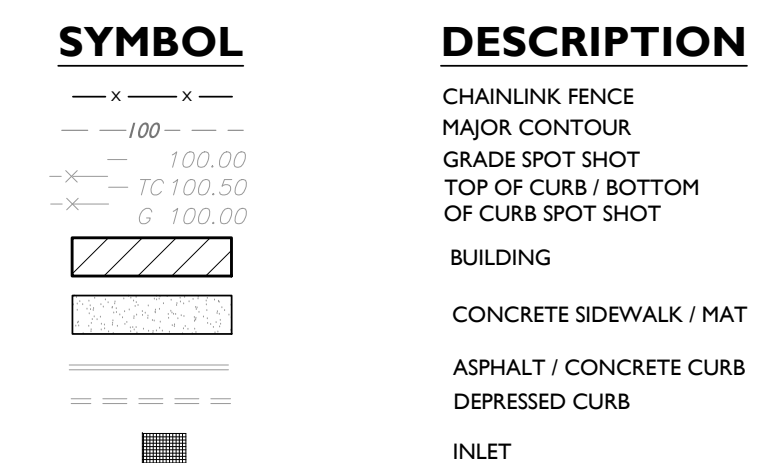 SYMBOL DESCRIPTION
x x CHAINLINK FENCE
100 MAJOR CONTOUR
100.00 GRADE SPOT SHOT
TC 100.50 TOP OF CURB / BOTTOM
G 100.00 OF CURB SPOT SHOT
BUILDING
CONCRETE SIDEWALK / MAT
ASPHALT / CONCRETE CURB
DEPRESSED CURB
INLET